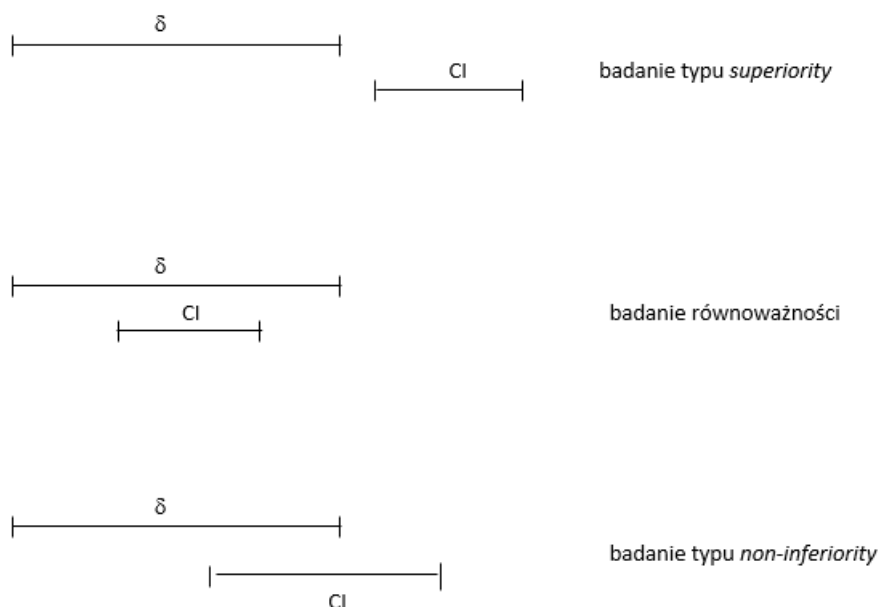 δ
CI
badanie typu superiority
δ
CI
badanie równoważności
δ
CI
badanie typu non-inferiority